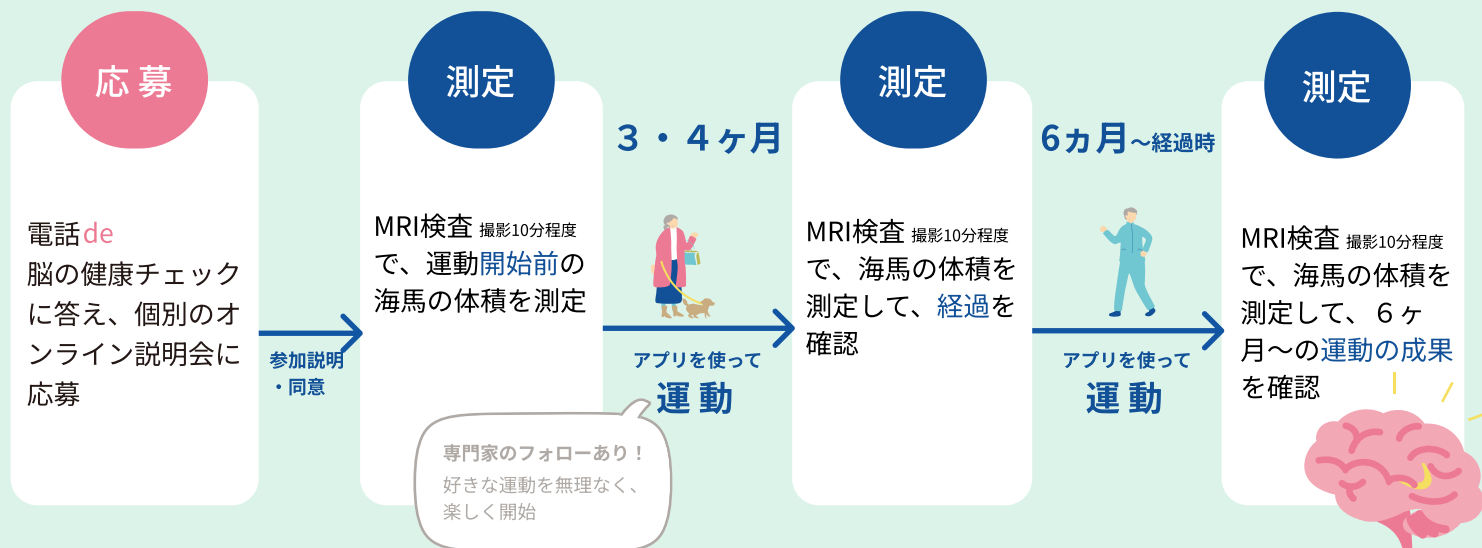 応募
電話de
脳の健康チェック
に答え、個別のオ
ンライン説明会に
応募
参加説明
・同意
測定
MRI検査 撮影10分程度
で、運動開始前の
海馬の体積を測定
3・4ヶ月
アプリを使って
運動
専門家のフォローあり！
好きな運動を無理なく、
楽しく開始
測定
MRI検査 撮影10分程度
で、海馬の体積を
測定して、経過を
確認
6カ月～経過時
アプリを使って
運動
測定
MRI検査 撮影10分程度
で、海馬の体積を
測定して、６ヶ
月～の運動の成果
を確認